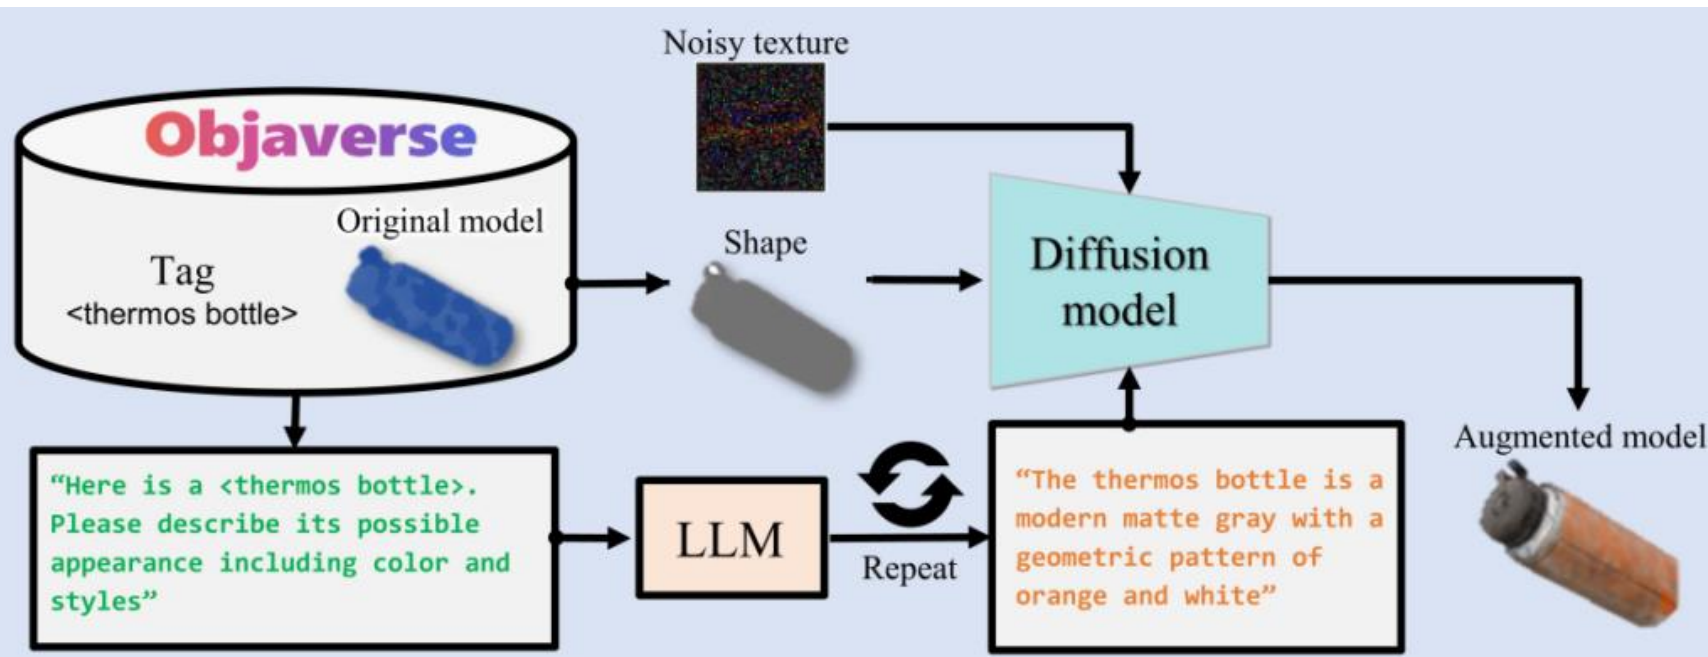 Noisy texture
Objaverse
Original model
Tag
<thermos bottle>
Shape
Diffusion
model
Augmented model
“Here is a <thermos bottle>.
Please describe its possible
appearance including color and
styles”
LLM
Repeat
“The thermos bottle is a
modern matte gray with a
geometric pattern of
orange and white”